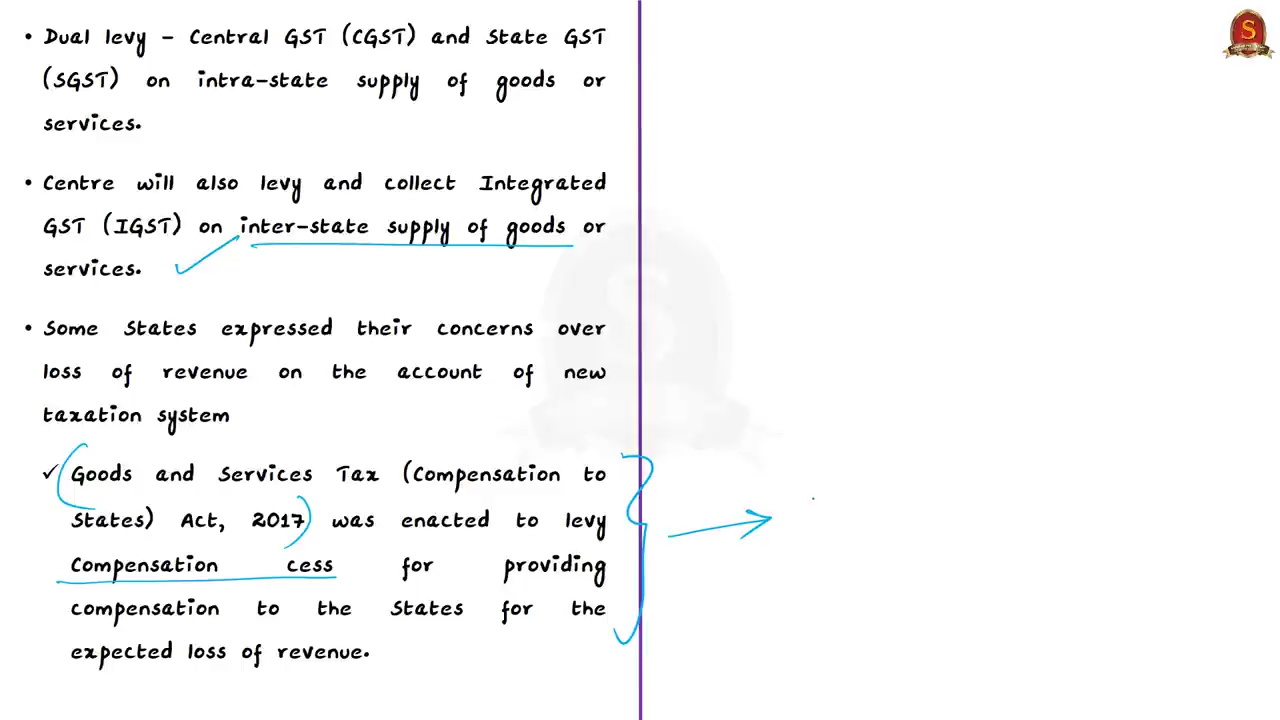 • Dual levy – Central GST (CGST) and State GST
(SGST) on intra-state supply of goods or
services.
• Centre will also levy and collect Integrated
GST (IGST) on inter-state supply of goods or
services.
• Some States expressed their concerns over
loss of revenue on the account of new
taxation system
✓ Goods and Services Tax (Compensation to
States) Act, 2017 was enacted to levy
Compensation cess for providing
compensation to the States for the
expected loss of revenue.
S